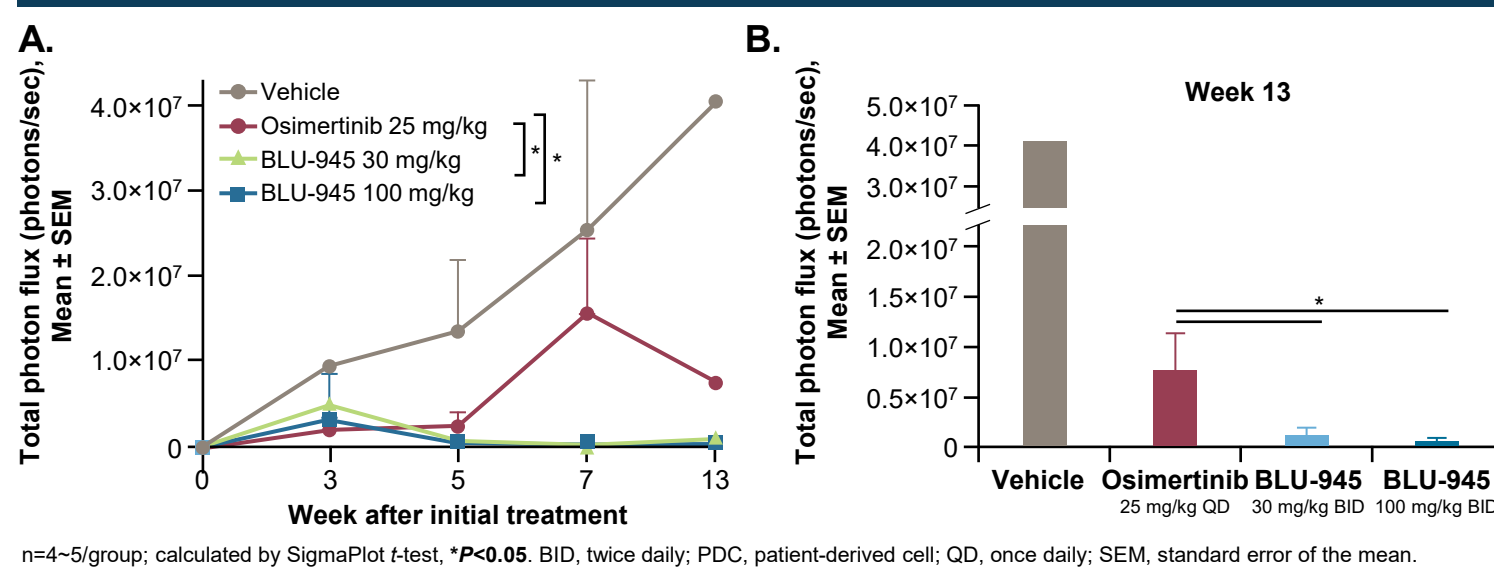 A.
Total photon flux (photons/sec),
Mean ± SEM
4.0×10⁷
3.0×10⁷
2.0×10⁷
1.0×10⁷
0
Vehicle
Osimertinib 25 mg/kg
BLU-945 30 mg/kg
BLU-945 100 mg/kg
*
*
0 3 5 7 13
Week after initial treatment
B.
Week 13
Total photon flux (photons/sec),
Mean ± SEM
5.0×10⁷
4.0×10⁷
3.0×10⁷
2.0×10⁷
1.5×10⁷
1.0×10⁷
0.5×10⁷
0
*
Vehicle Osimertinib BLU-945 BLU-945
25 mg/kg QD 30 mg/kg BID 100 mg/kg BID
n=4~5/group; calculated by SigmaPlot t-test, *P<0.05. BID, twice daily; PDC, patient-derived cell; QD, once daily; SEM, standard error of the mean.